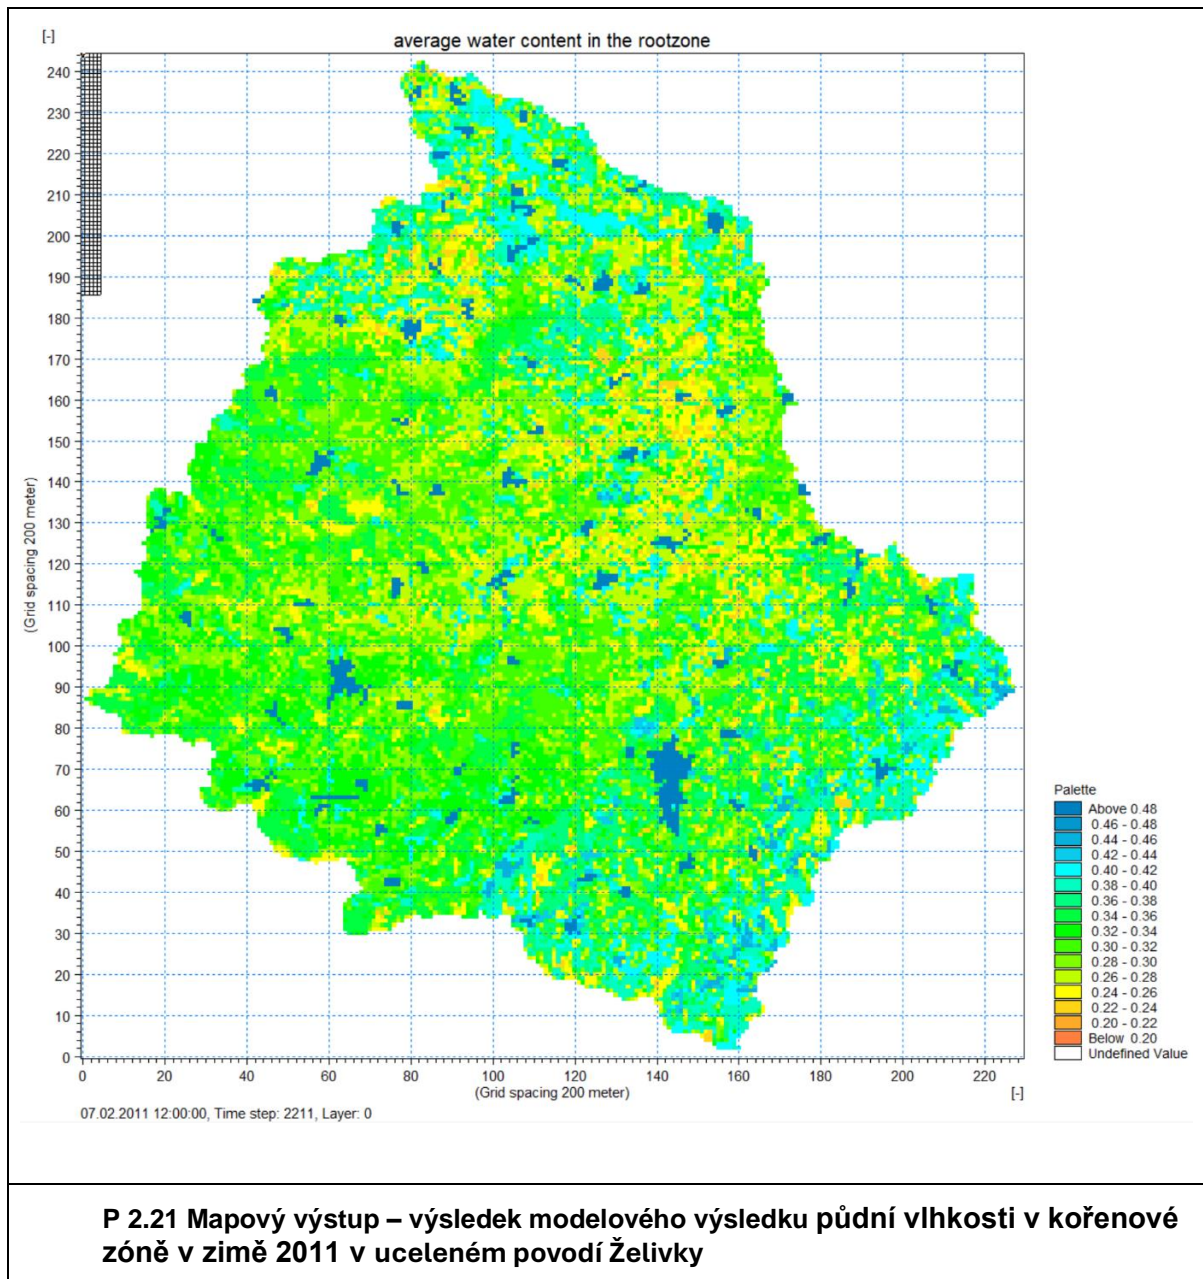 [-]
average water content in the rootzone
240
230
220
210
200
190
180
170
160
150
140
130
120
110
100
90
80
70
60
50
40
30
20
10
0
(Grid spacing 200 meter)
0 20 40 60 80 100 120 140 160 180 200 220
(Grid spacing 200 meter)
[-]
07.02.2011 12:00:00, Time step: 2211, Layer: 0
Palette
Above 0.48
0.46 - 0.48
0.44 - 0.46
0.42 - 0.44
0.40 - 0.42
0.38 - 0.40
0.36 - 0.38
0.34 - 0.36
0.32 - 0.34
0.30 - 0.32
0.28 - 0.30
0.26 - 0.28
0.24 - 0.26
0.22 - 0.24
0.20 - 0.22
Below 0.20
Undefined Value
P 2.21 Mapový výstup – výsledek modelového výsledku půdní vlhkosti v kořenové
zóně v zimě 2011 v uceleném povodí Želivky